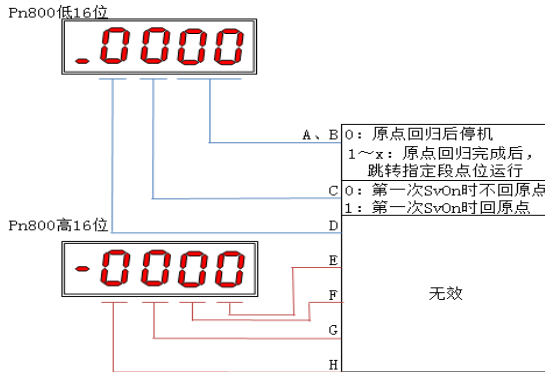 Pn800低16位
.0000
A、B
0：原点回归后停机
1～x：原点回归完成后，
跳转指定段点位运行
C
0：第一次SvOn时不回原点
1：第一次SvOn时回原点
D
Pn800高16位
-0000
E
F
无效
G
H